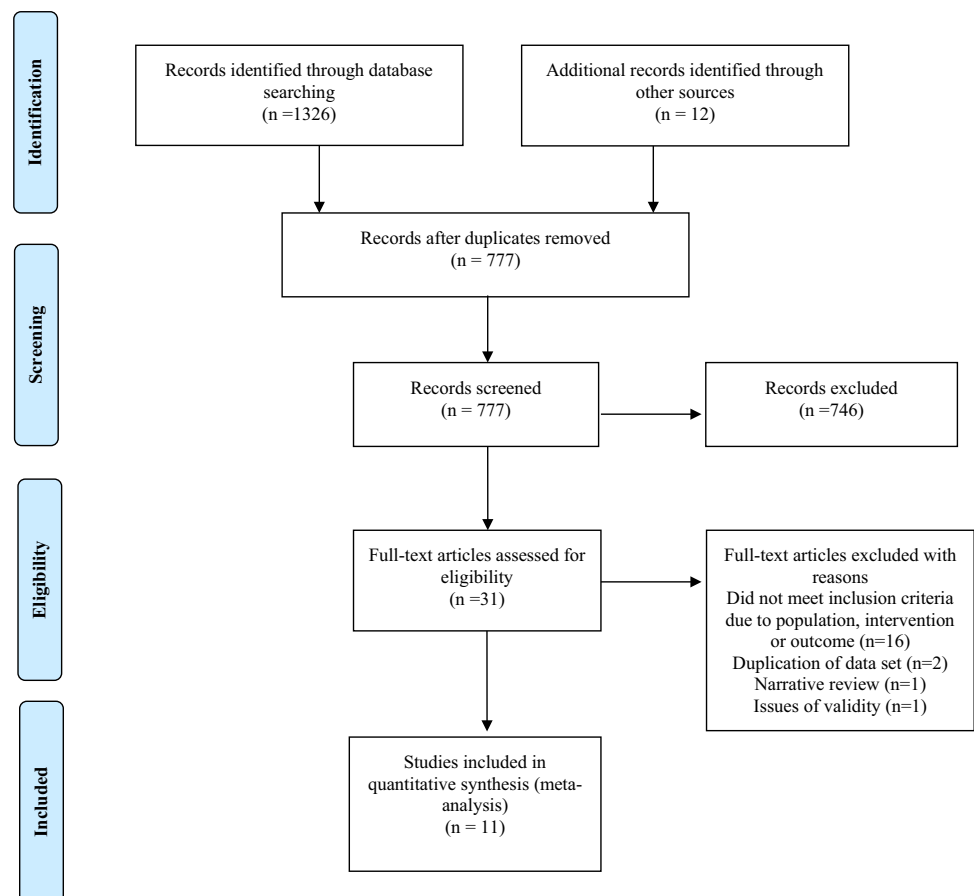 Identification
Records identified through database
searching
(n =1326)
Additional records identified through
other sources
(n = 12)
Records after duplicates removed
(n = 777)
Screening
Records screened
(n = 777)
Records excluded
(n =746)
Eligibility
Full-text articles assessed for
eligibility
(n =31)
Full-text articles excluded with
reasons
Did not meet inclusion criteria
due to population, intervention
or outcome (n=16)
Duplication of data set (n=2)
Narrative review (n=1)
Issues of validity (n=1)
Included
Studies included in
quantitative synthesis (meta-
analysis)
(n = 11)